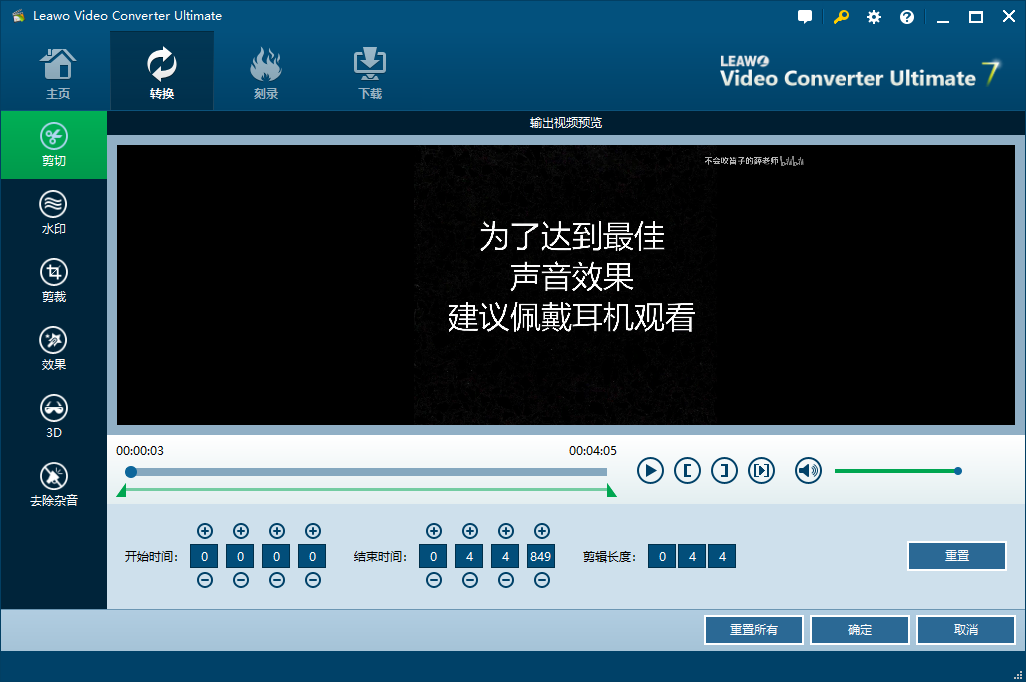 Leawo Video Converter Ultimate
主页
转换
刻录
下载
LEAWO
Video Converter Ultimate 7
剪切
水印
剪裁
效果
3D
去除杂音
输出视频预览
不会吹笛子的薛老师 bilibili
为了达到最佳
声音效果
建议佩戴耳机观看
00:00:03
00:04:05
开始时间: 0 0 0 0
结束时间: 0 4 4 849
剪辑长度: 0 4 4
重置
重置所有
确定
取消